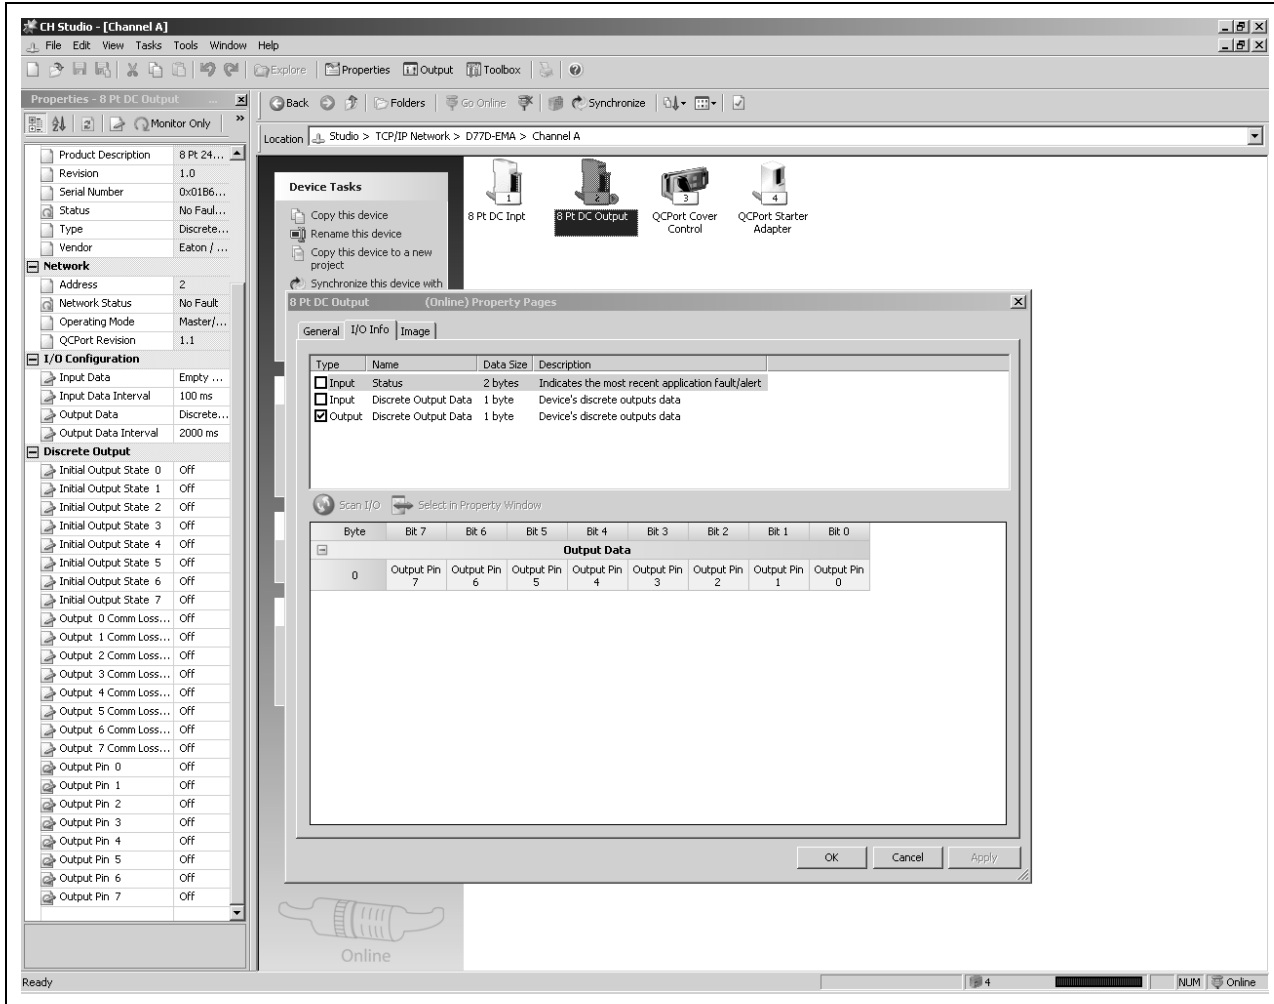 CH Studio - [Channel A]
File Edit View Tasks Tools Window Help
Explore Properties Output Toolbox
Properties - 8 Pt DC Output ...
Monitor Only »
Product Description 8 Pt 24...
Revision 1.0
Serial Number 0x01B6...
Status No Faul...
Type Discrete...
Vendor Eaton / ...
Network
Address 2
Network Status No Fault
Operating Mode Master/...
QCPort Revision 1.1
I/O Configuration
Input Data Empty ...
Input Data Interval 100 ms
Output Data Discrete...
Output Data Interval 2000 ms
Discrete Output
Initial Output State 0 Off
Initial Output State 1 Off
Initial Output State 2 Off
Initial Output State 3 Off
Initial Output State 4 Off
Initial Output State 5 Off
Initial Output State 6 Off
Initial Output State 7 Off
Output 0 Comm Loss... Off
Output 1 Comm Loss... Off
Output 2 Comm Loss... Off
Output 3 Comm Loss... Off
Output 4 Comm Loss... Off
Output 5 Comm Loss... Off
Output 6 Comm Loss... Off
Output 7 Comm Loss... Off
Output Pin 0 Off
Output Pin 1 Off
Output Pin 2 Off
Output Pin 3 Off
Output Pin 4 Off
Output Pin 5 Off
Output Pin 6 Off
Output Pin 7 Off
Back Folders Go Online Synchronize
Location Studio > TCP/IP Network > D77D-EMA > Channel A
Device Tasks
Copy this device
Rename this device
Copy this device to a new
project
Synchronize this device with
1 2 3 4
8 Pt DC Inpt 8 Pt DC Output QCPort Cover QCPort Starter
Control Adapter
8 Pt DC Output (Online) Property Pages
General I/O Info Image
Type Name Data Size Description
Input Status 2 bytes Indicates the most recent application fault/alert
Input Discrete Output Data 1 byte Device's discrete outputs data
Output Discrete Output Data 1 byte Device's discrete outputs data
Scan I/O Select in Property Window
Byte Bit 7 Bit 6 Bit 5 Bit 4 Bit 3 Bit 2 Bit 1 Bit 0
Output Data
0 Output Pin 7 Output Pin 6 Output Pin 5 Output Pin 4 Output Pin 3 Output Pin 2 Output Pin 1 Output Pin 0
OK Cancel Apply
Online
Ready 4 NUM Online